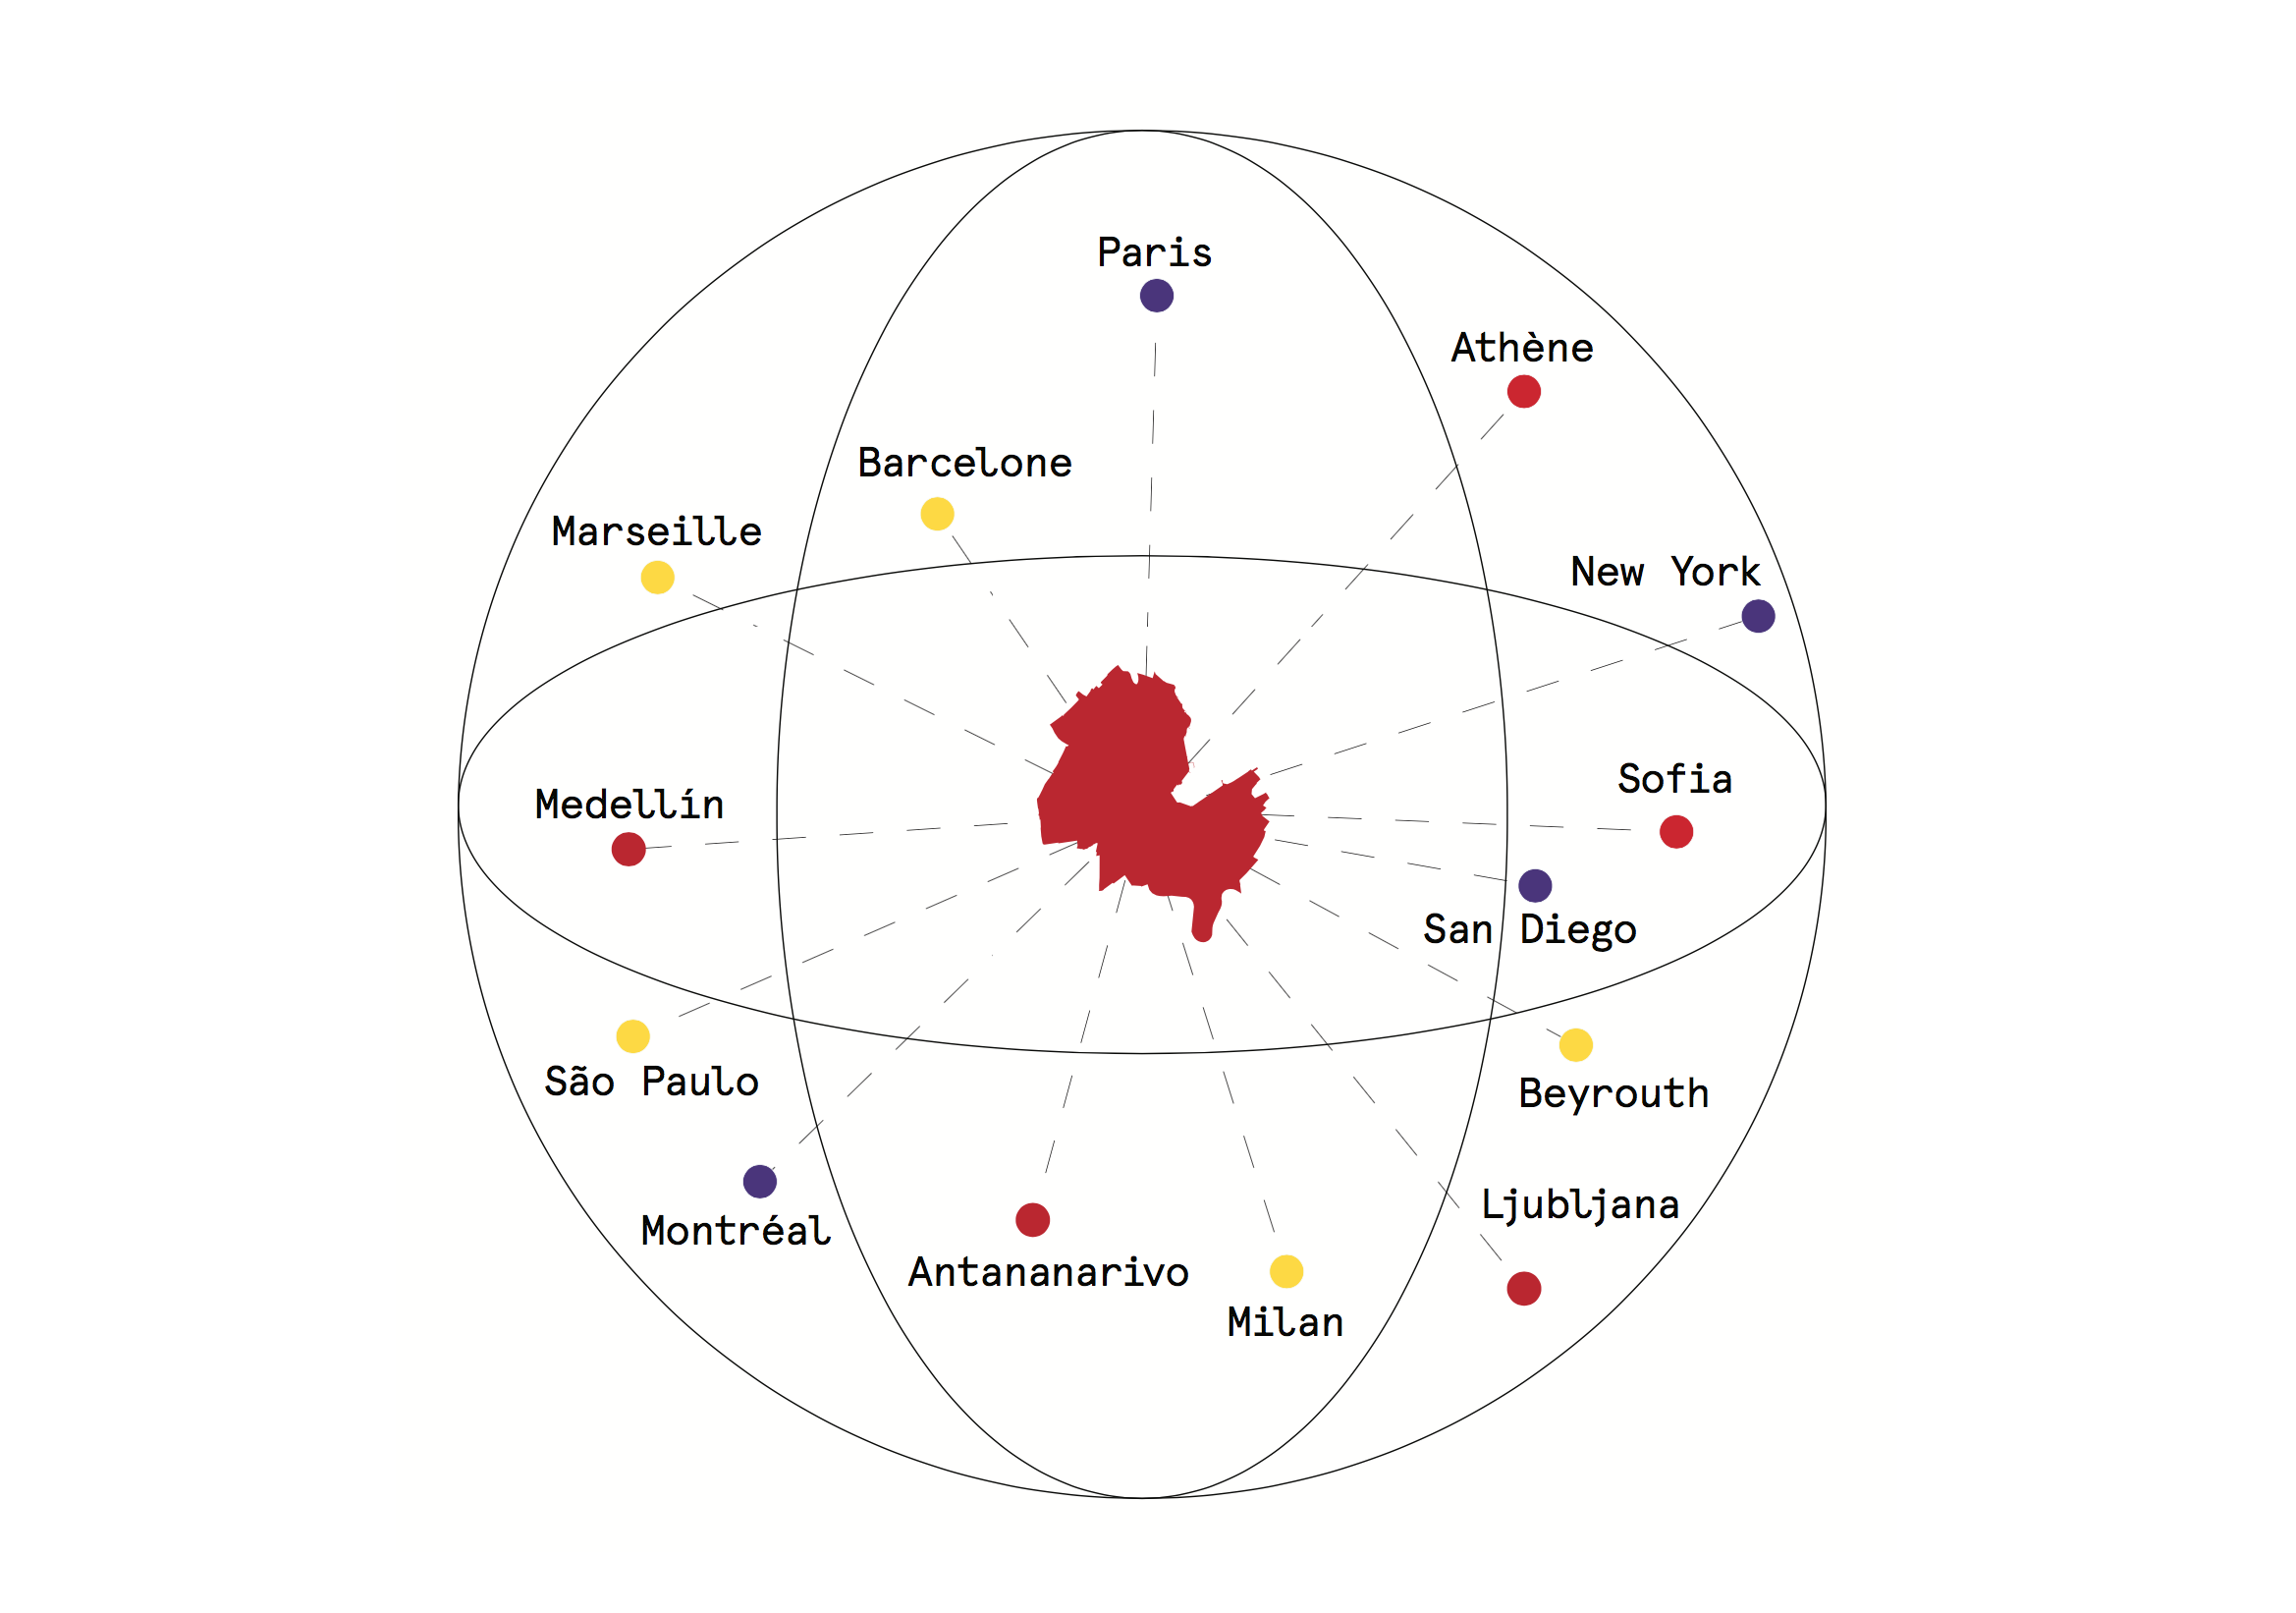 Paris
Athène
Barcelone
Marseille
New York
Sofia
Medellín
San Diego
São Paulo
Beyrouth
Ljubljana
Montréal
Antananarivo
Milan